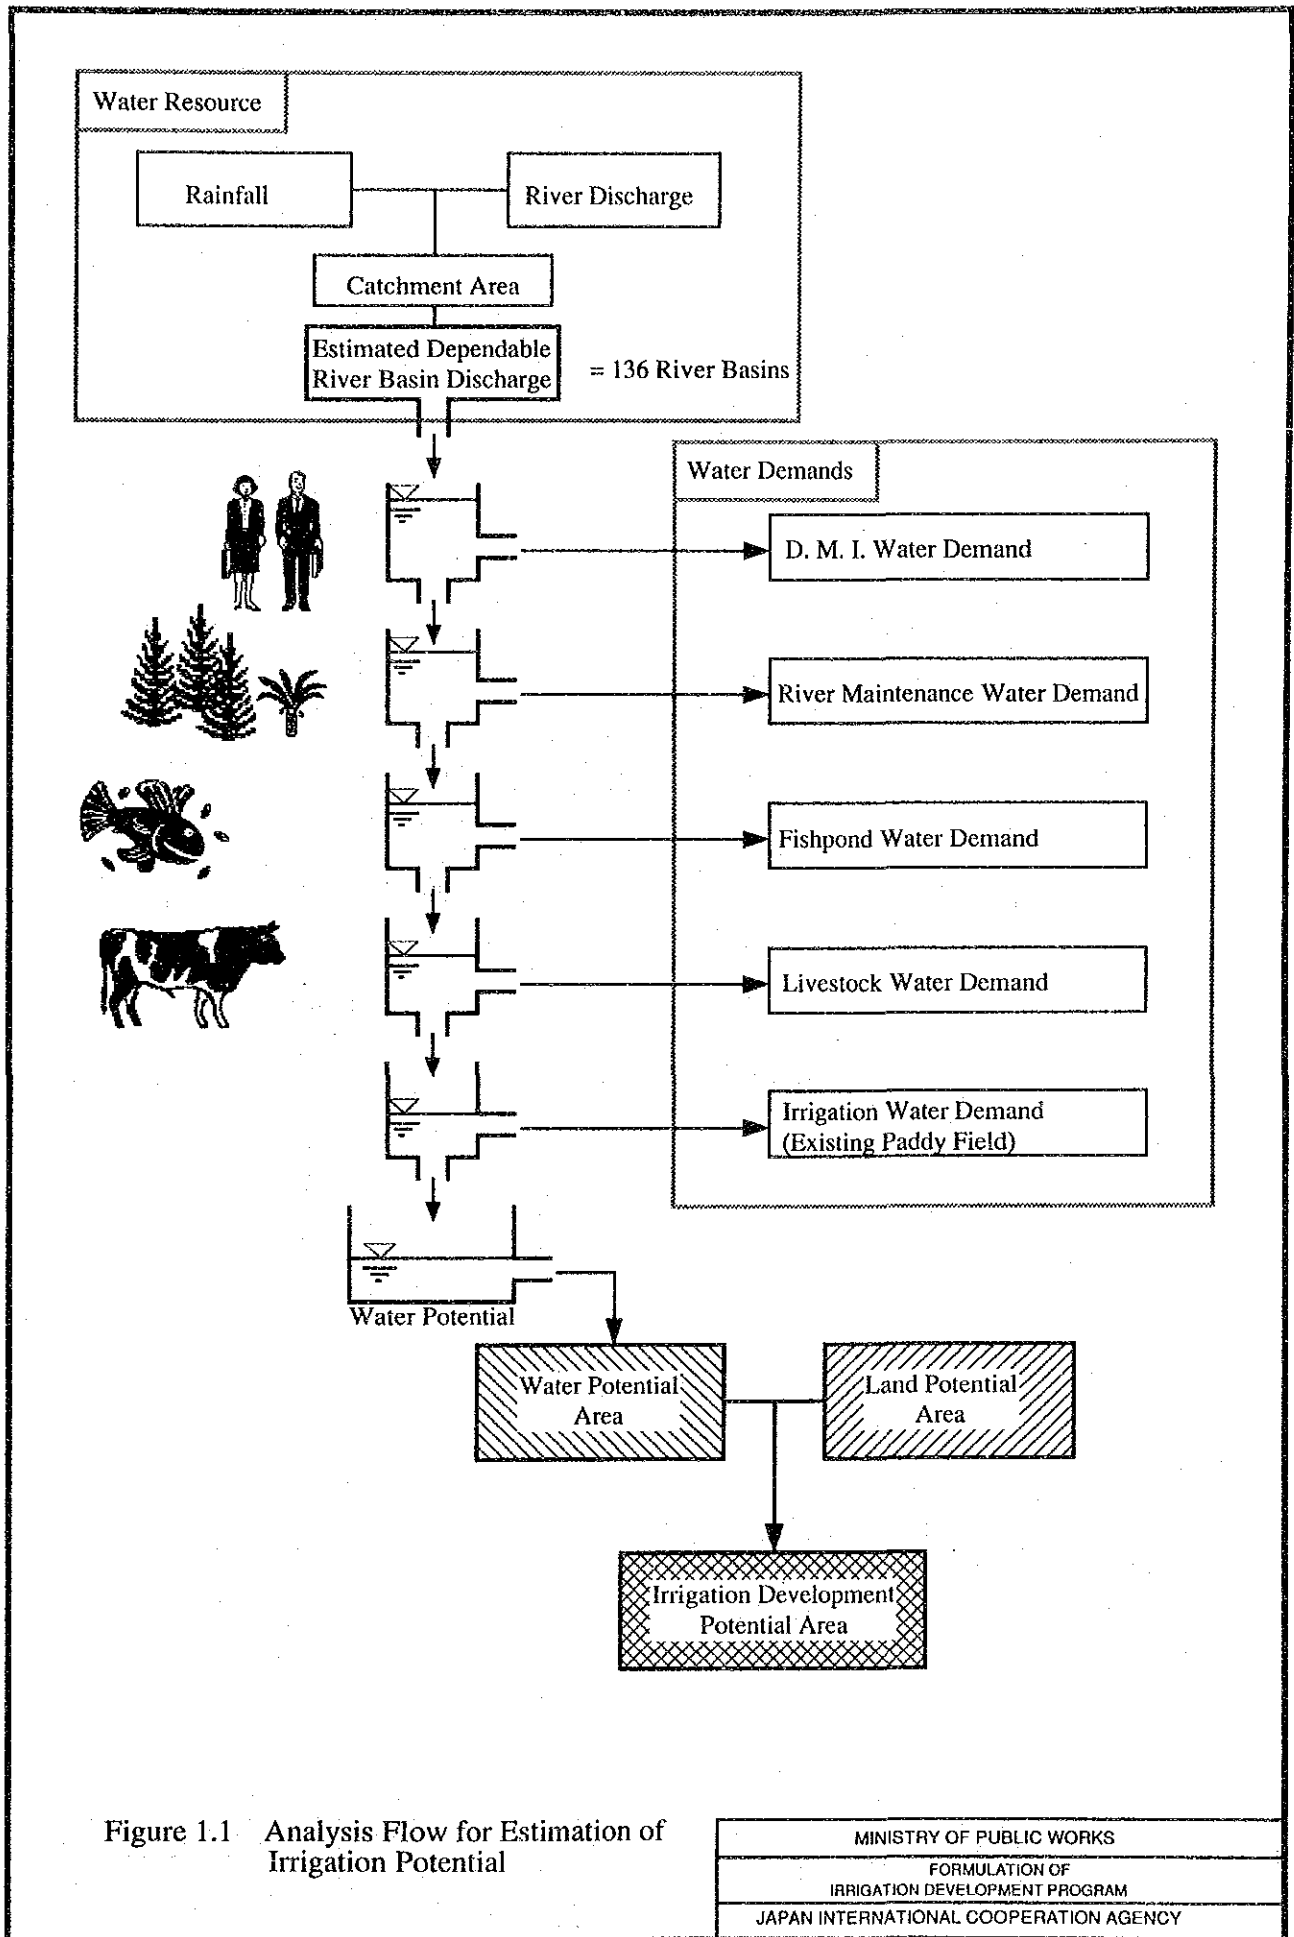 Water Resource
Rainfall
River Discharge
Catchment Area
Estimated Dependable
River Basin Discharge
= 136 River Basins
Water Demands
D. M. I. Water Demand
River Maintenance Water Demand
Fishpond Water Demand
Livestock Water Demand
Irrigation Water Demand
(Existing Paddy Field)
Water Potential
Water Potential
Area
Land Potential
Area
Irrigation Development
Potential Area
Figure 1.1 Analysis Flow for Estimation of
Irrigation Potential
MINISTRY OF PUBLIC WORKS
FORMULATION OF
IRRIGATION DEVELOPMENT PROGRAM
JAPAN INTERNATIONAL COOPERATION AGENCY